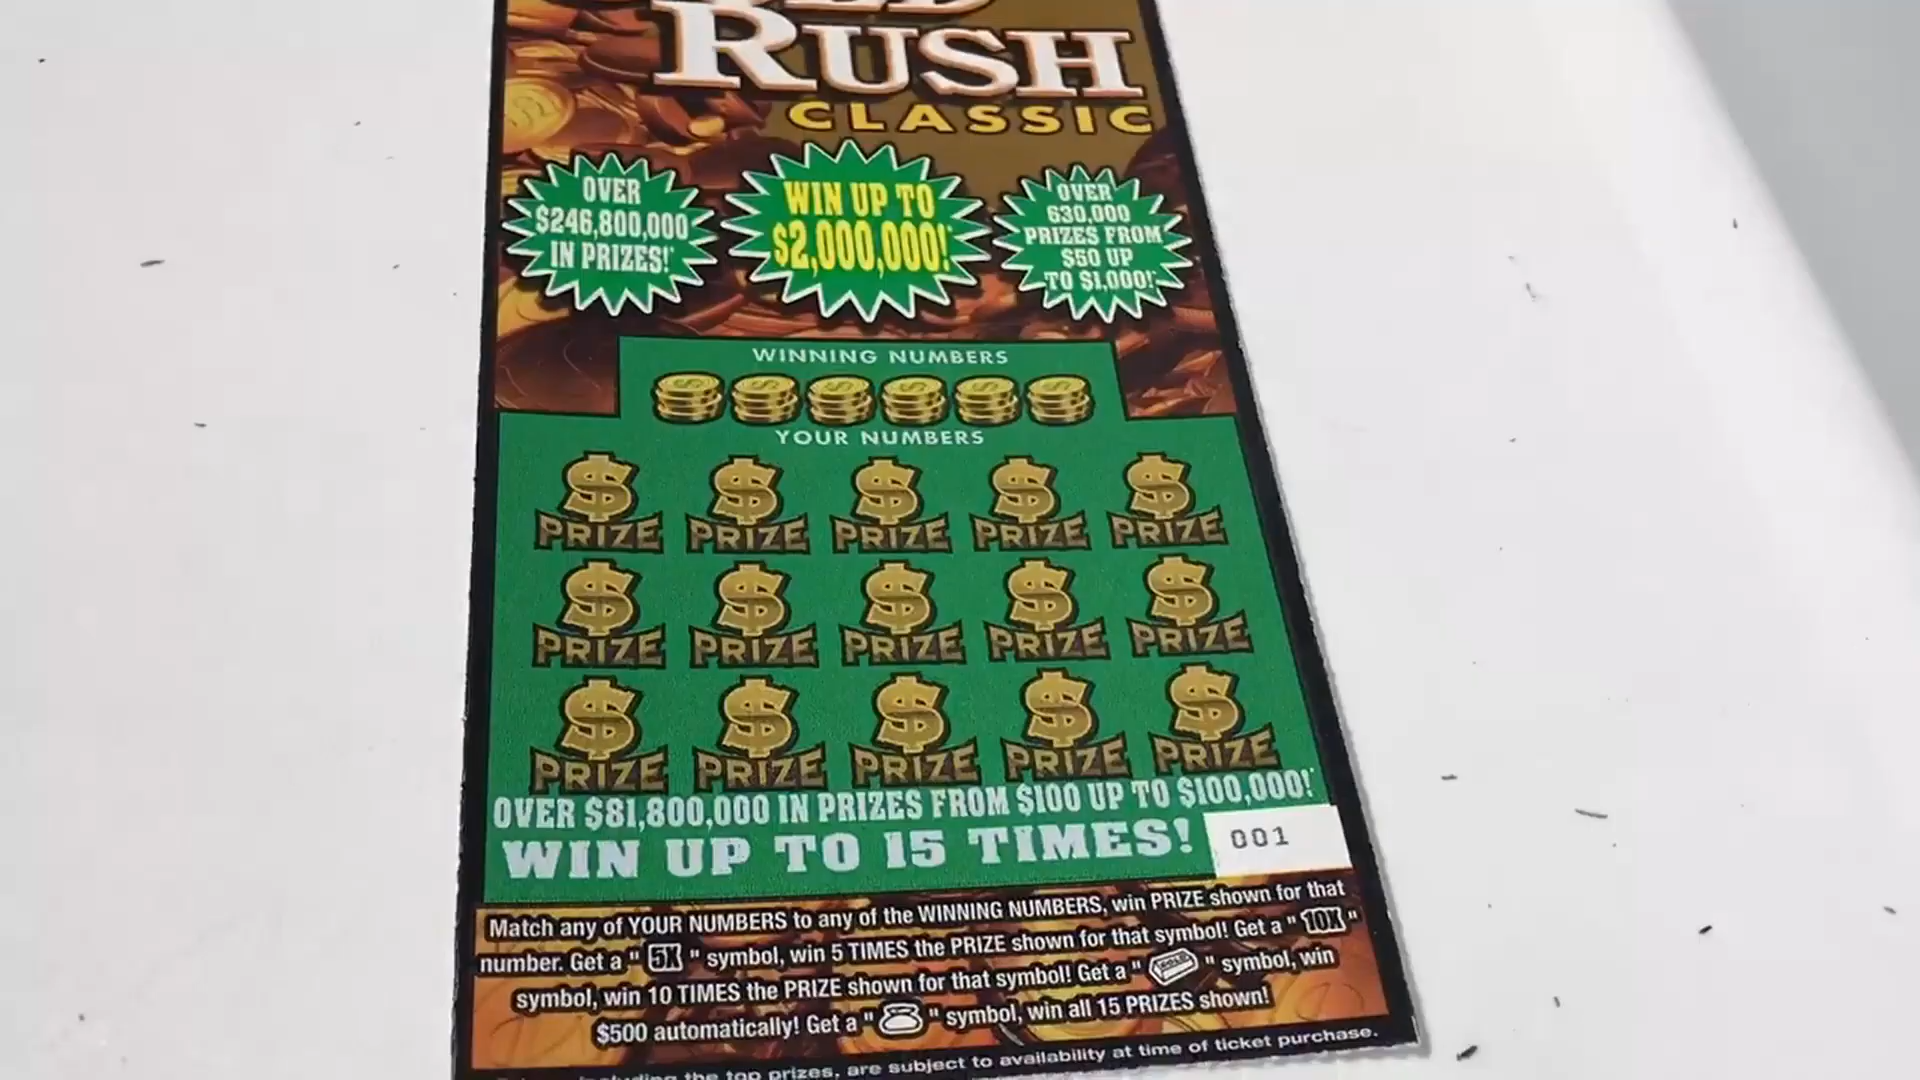 RUSH
CLASSIC
OVER
$246,800,000
IN PRIZES!*
WIN UP TO
$2,000,000!*
OVER
630,000
PRIZES FROM
$50 UP
TO $1,000!*
WINNING NUMBERS
YOUR NUMBERS
PRIZE PRIZE PRIZE PRIZE PRIZE
PRIZE PRIZE PRIZE PRIZE PRIZE
PRIZE PRIZE PRIZE PRIZE PRIZE
OVER $81,800,000 IN PRIZES FROM $100 UP TO $100,000!*
WIN UP TO 15 TIMES!
001
Match any of YOUR NUMBERS to any of the WINNING NUMBERS, win PRIZE shown for that
number. Get a "5X" symbol, win 5 TIMES the PRIZE shown for that symbol! Get a "10X"
symbol, win 10 TIMES the PRIZE shown for that symbol! Get a " " symbol, win
$500 automatically! Get a " " symbol, win all 15 PRIZES shown!
including the top prizes, are subject to availability at time of ticket purchase.